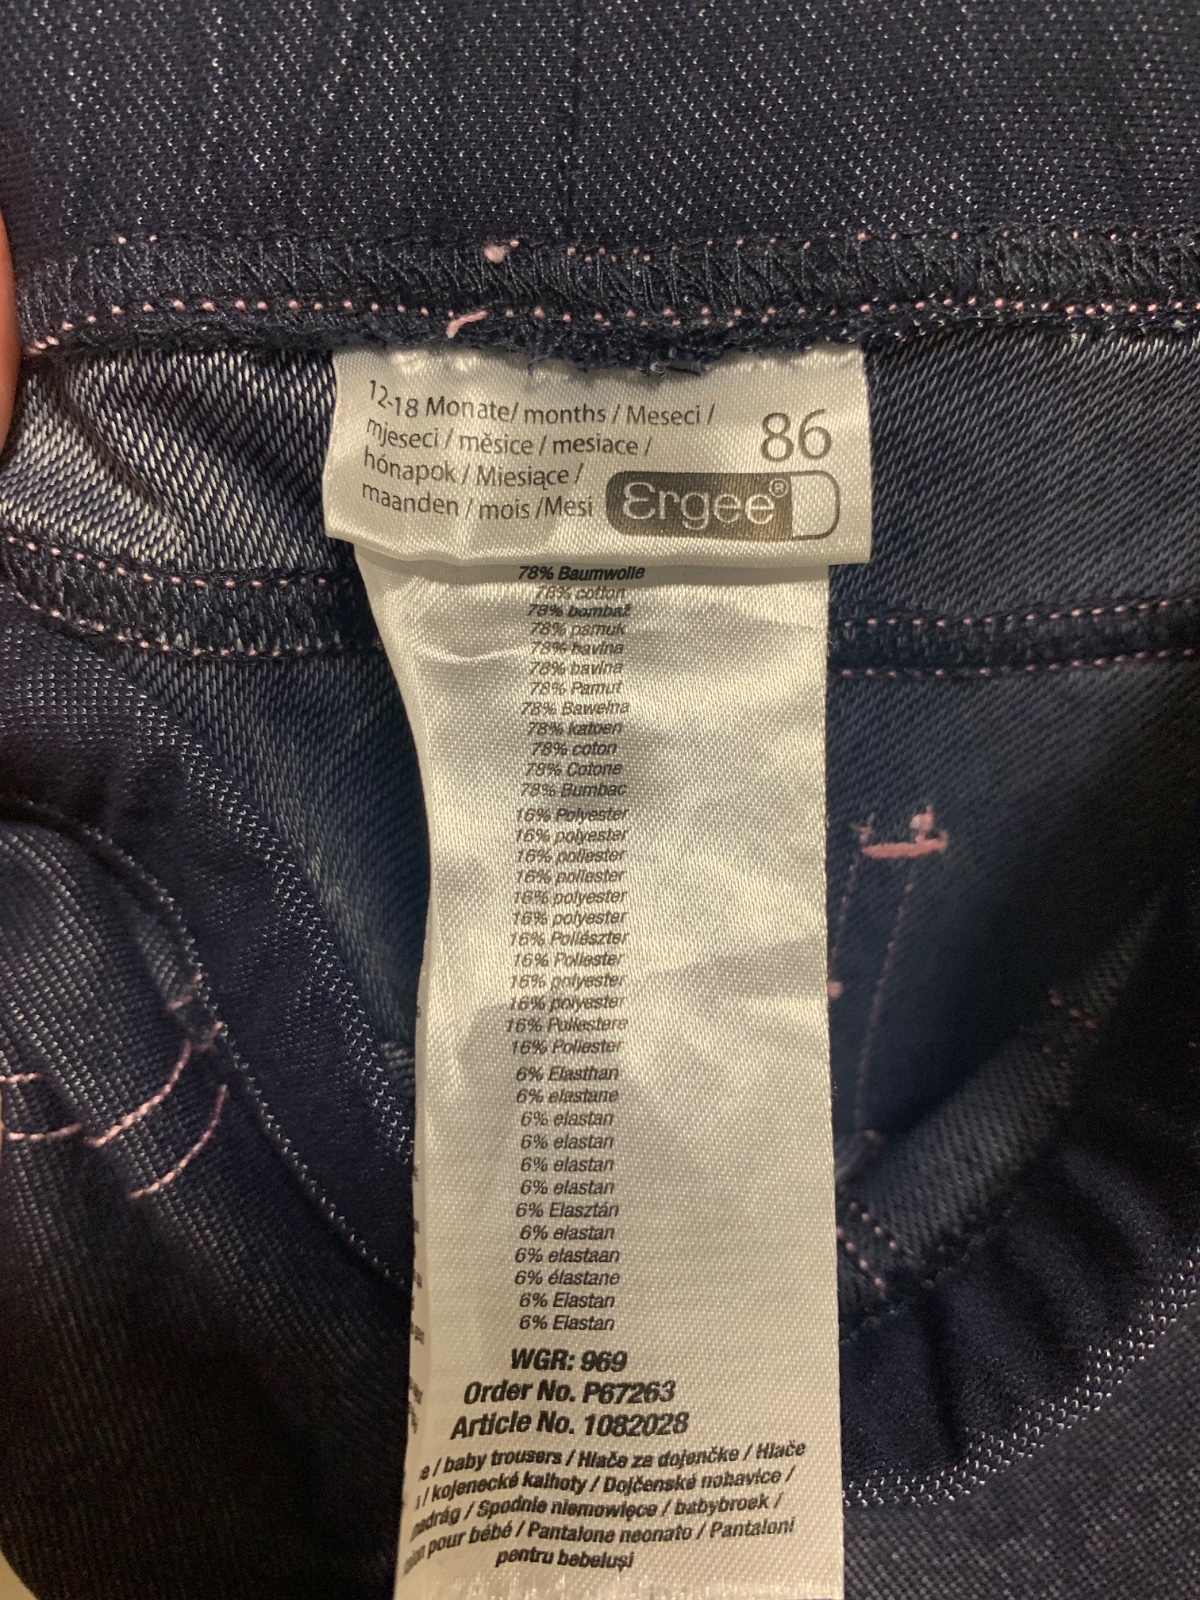 12-18 Monate/ months / Meseci /
mjeseci / měsíce / mesiace /
hónapok / Miesiące /
maanden / mois /Mesi
86
Ergee®
78% Baumwolle
78% cotton
78% bombaž
78% pamuk
78% bavlna
78% bavlna
78% Pamut
78% Bawełna
78% katoen
78% coton
78% Cotone
78% Bumbac
16% Polyester
16% polyester
16% poliester
16% poliester
16% polyester
16% polyester
16% Poliészter
16% Poliester
16% polyester
16% polyester
16% Poliestere
16% Poliester
6% Elasthan
6% elastane
6% elastan
6% elastan
6% elastan
6% elastan
6% Elasztán
6% elastan
6% elastaan
6% élastane
6% Elastan
6% Elastan
WGR: 969
Order No. P67263
Article No. 1082028
/ baby trousers / Hlače za dojenčke / Hlače
/ kojenecké kalhoty / Dojčenské nohavice /
/ Spodnie niemowlęce / babybroek /
pour bébé / Pantalone neonato / Pantaloni
pentru bebeluși